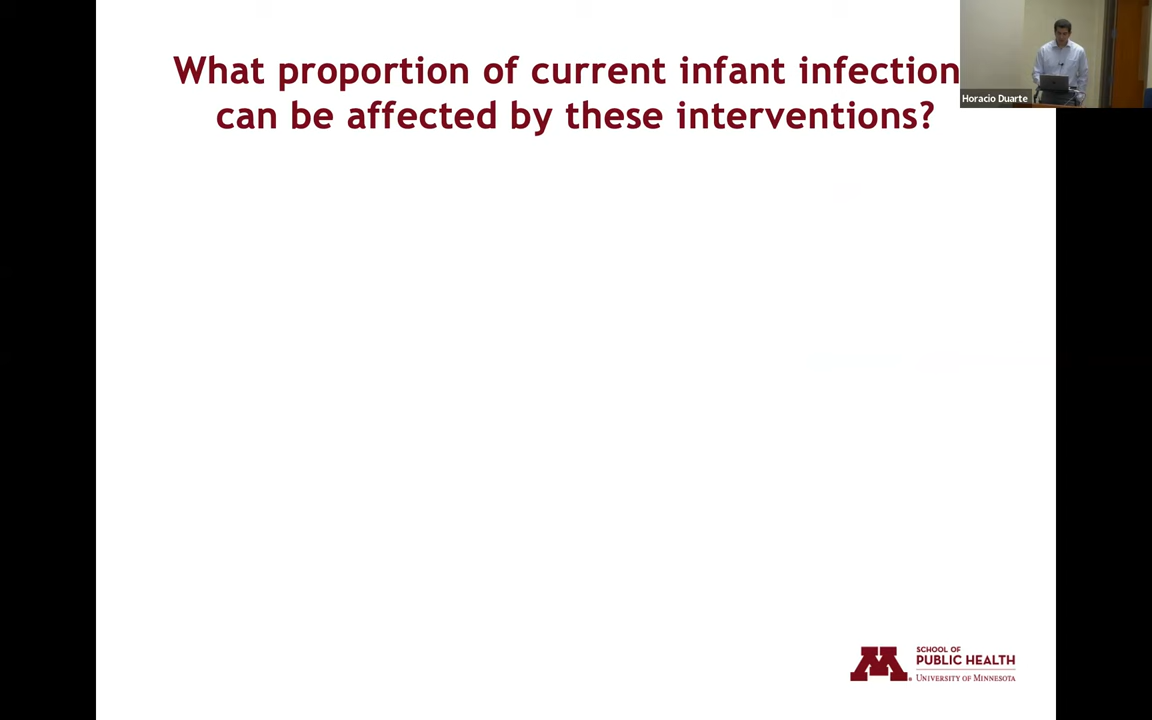 What proportion of current infant infection
can be affected by these interventions?
Horacio Duarte
SCHOOL OF
PUBLIC HEALTH
UNIVERSITY OF MINNESOTA